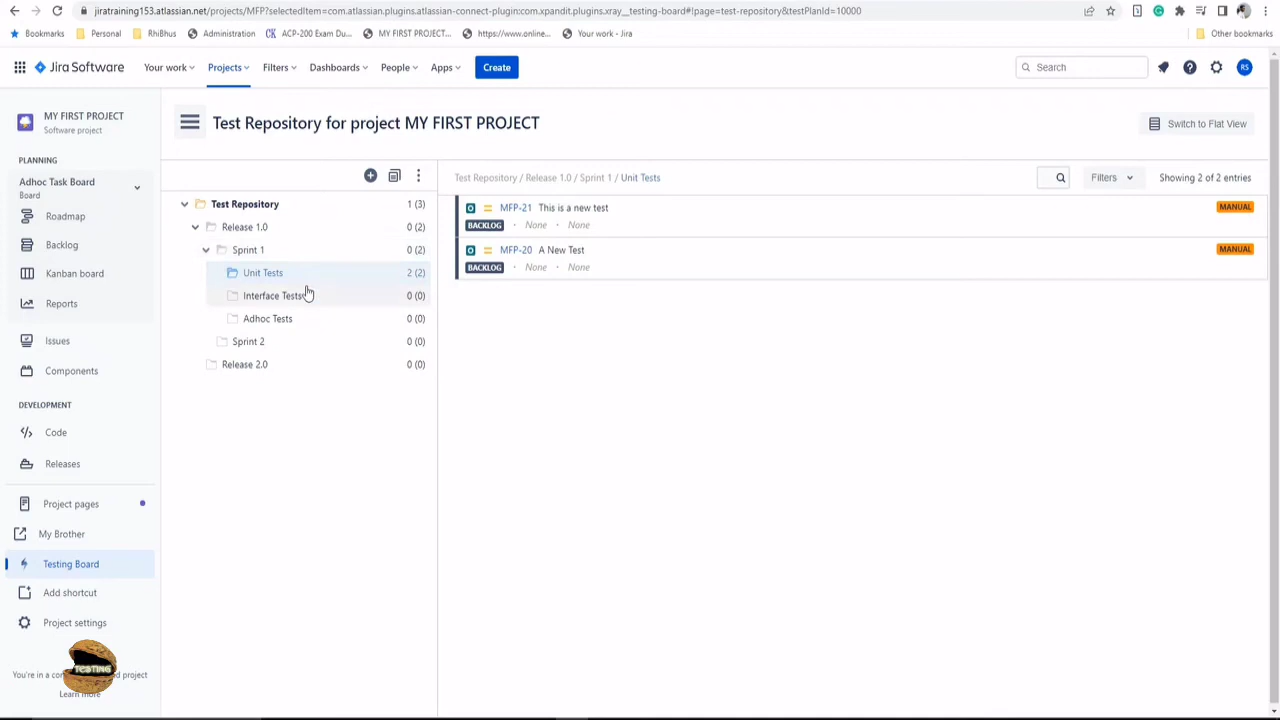 jiratraining153.atlassian.net/projects/MFP?selectedItem=com.atlassian.plugins.atlassian-connect-plugin:com.xpandit.plugins.xray__testing-board#!page=test-repository&testPlanId=10000
Bookmarks Personal RhiBhus Administration CK ACP-200 Exam Du... MY FIRST PROJECT... https://www.online... Your work - Jira Other bookmarks
Jira Software Your work Projects Filters Dashboards People Apps Create Search RS
MY FIRST PROJECT
Software project
Test Repository for project MY FIRST PROJECT Switch to Flat View
PLANNING
Adhoc Task Board
Board
Roadmap
Backlog
Kanban board
Reports
Issues
Components
DEVELOPMENT
Code
Releases
Project pages
My Brother
Testing Board
Add shortcut
Project settings
TESTING
You're in a co d project
Learn more
Test Repository 1 (3)
Release 1.0 0 (2)
Sprint 1 0 (2)
Unit Tests 2 (2)
Interface Tests 0 (0)
Adhoc Tests 0 (0)
Sprint 2 0 (0)
Release 2.0 0 (0)
Test Repository / Release 1.0 / Sprint 1 / Unit Tests Filters Showing 2 of 2 entries
MFP-21 This is a new test MANUAL
BACKLOG · None · None
MFP-20 A New Test MANUAL
BACKLOG · None · None